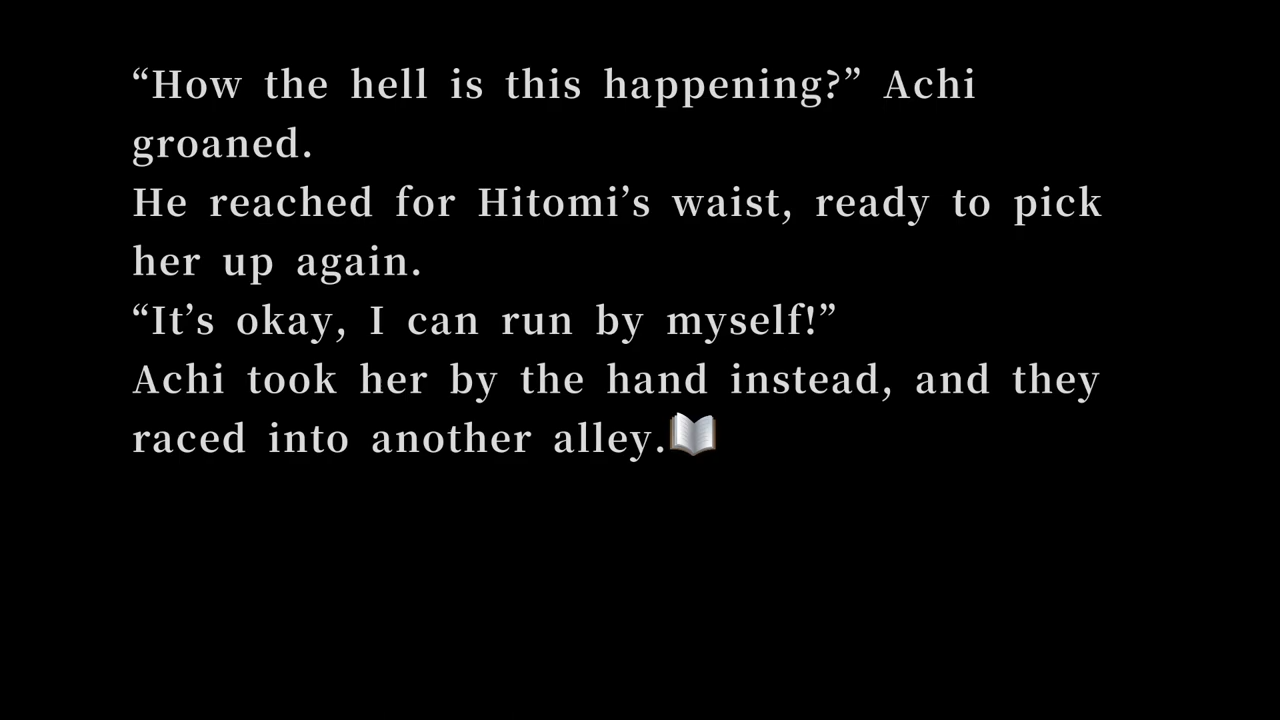 “How the hell is this happening?” Achi
groaned.
He reached for Hitomi’s waist, ready to pick
her up again.
“It’s okay, I can run by myself!”
Achi took her by the hand instead, and they
raced into another alley.